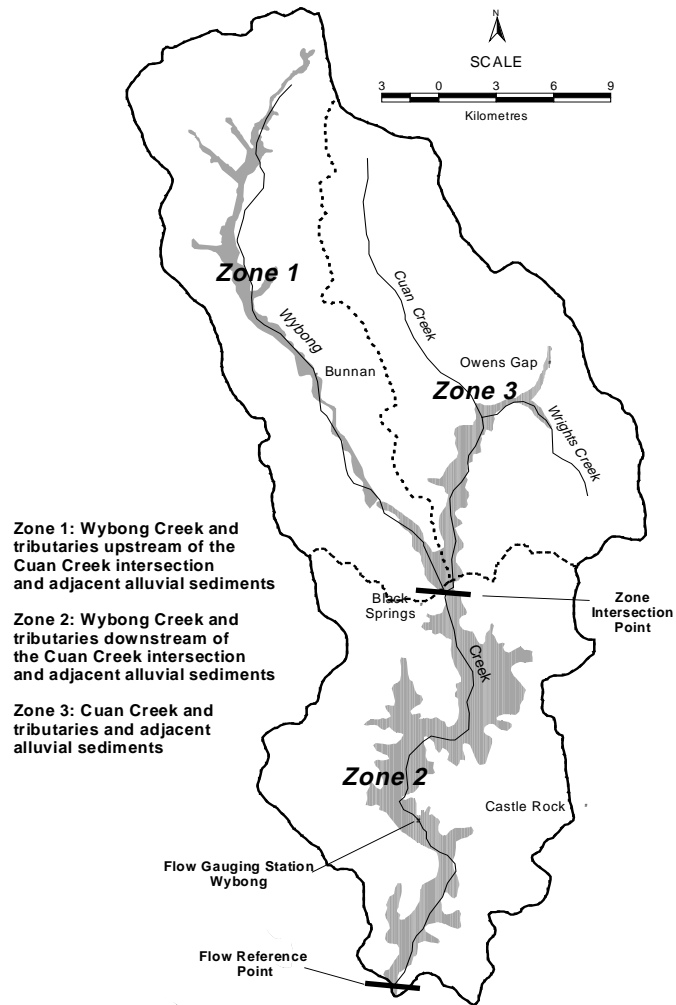 N
SCALE
3 0 3 6 9
Kilometres
Zone 1
Wybong
Bunnan
Cuan Creek
Owens Gap
Zone 3
Wrights Creek
Zone 1: Wybong Creek and
tributaries upstream of the
Cuan Creek intersection
and adjacent alluvial sediments
Zone 2: Wybong Creek and
tributaries downstream of
the Cuan Creek intersection
and adjacent alluvial sediments
Zone 3: Cuan Creek and
tributaries and adjacent
alluvial sediments
Black
Springs
Zone
Intersection
Point
Creek
Zone 2
Castle Rock
Flow Gauging Station
Wybong
Flow Reference
Point